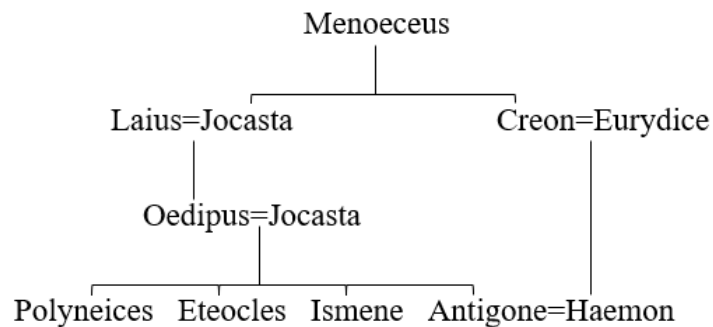 Menoeceus
Laius=Jocasta Creon=Eurydice
Oedipus=Jocasta
Polyneices Eteocles Ismene Antigone=Haemon